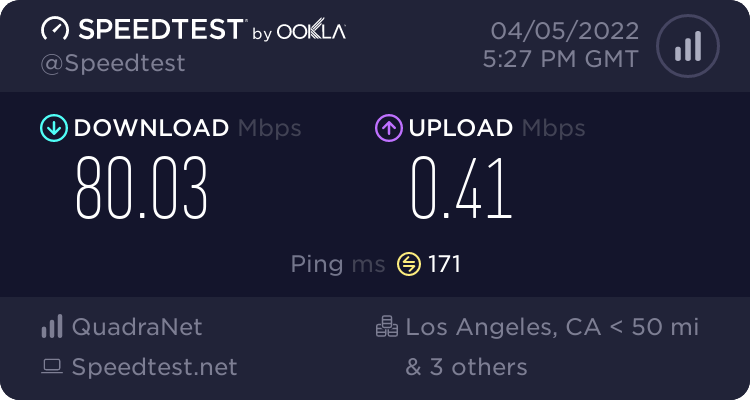 SPEEDTEST by OOKLA
@Speedtest
04/05/2022
5:27 PM GMT
DOWNLOAD Mbps
80.03
UPLOAD Mbps
0.41
Ping ms 171
QuadraNet
Speedtest.net
Los Angeles, CA < 50 mi
& 3 others